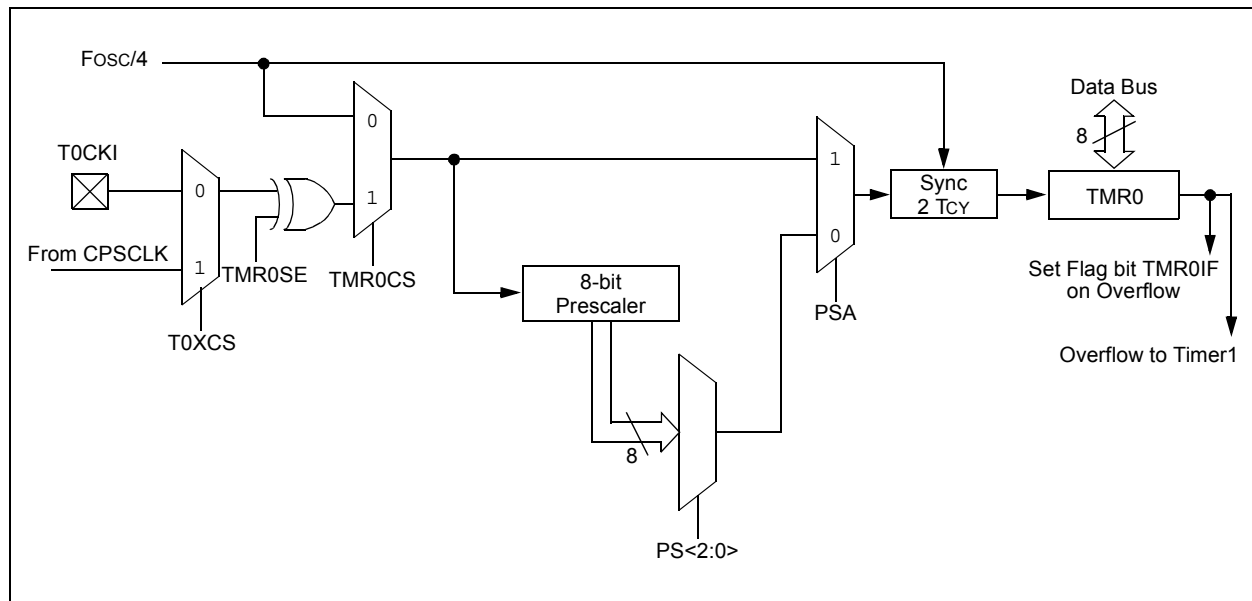 FOSC/4
Data Bus
8
0
T0CKI
0
1
1
Sync
2 TCY
TMR0
0
From CPSCLK
1
TMR0SE
TMR0CS
8-bit
Prescaler
PSA
Set Flag bit TMR0IF
on Overflow
T0XCS
Overflow to Timer1
8
PS<2:0>